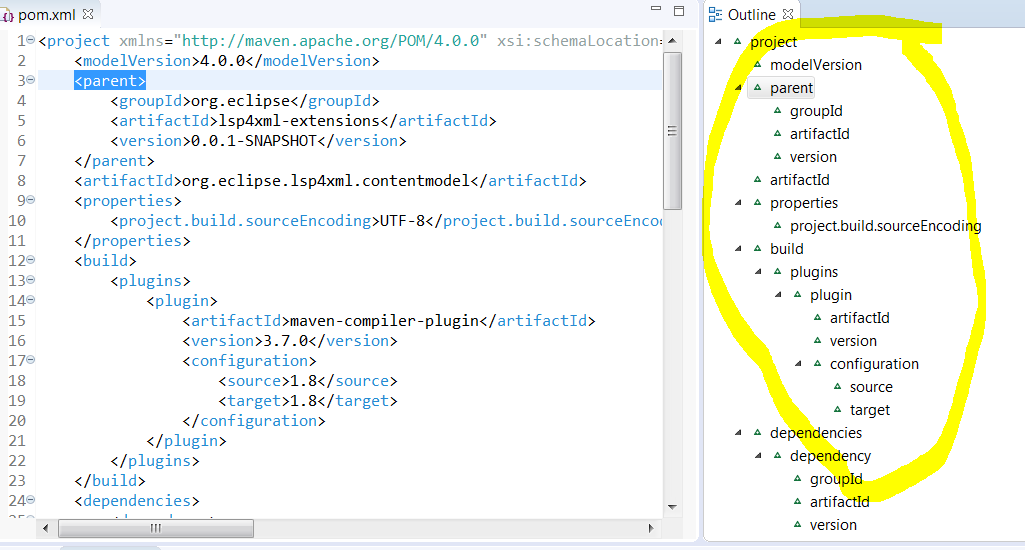 pom.xml
1 <project xmlns="http://maven.apache.org/POM/4.0.0" xsi:schemaLocation=
2 <modelVersion>4.0.0</modelVersion>
3 <parent>
4 <groupId>org.eclipse</groupId>
5 <artifactId>lsp4xml-extensions</artifactId>
6 <version>0.0.1-SNAPSHOT</version>
7 </parent>
8 <artifactId>org.eclipse.lsp4xml.contentmodel</artifactId>
9 <properties>
10 <project.build.sourceEncoding>UTF-8</project.build.sourceEnco
11 </properties>
12 <build>
13 <plugins>
14 <plugin>
15 <artifactId>maven-compiler-plugin</artifactId>
16 <version>3.7.0</version>
17 <configuration>
18 <source>1.8</source>
19 <target>1.8</target>
20 </configuration>
21 </plugin>
22 </plugins>
23 </build>
24 <dependencies>
Outline
project
modelVersion
parent
groupId
artifactId
version
artifactId
properties
project.build.sourceEncoding
build
plugins
plugin
artifactId
version
configuration
source
target
dependencies
dependency
groupId
artifactId
version